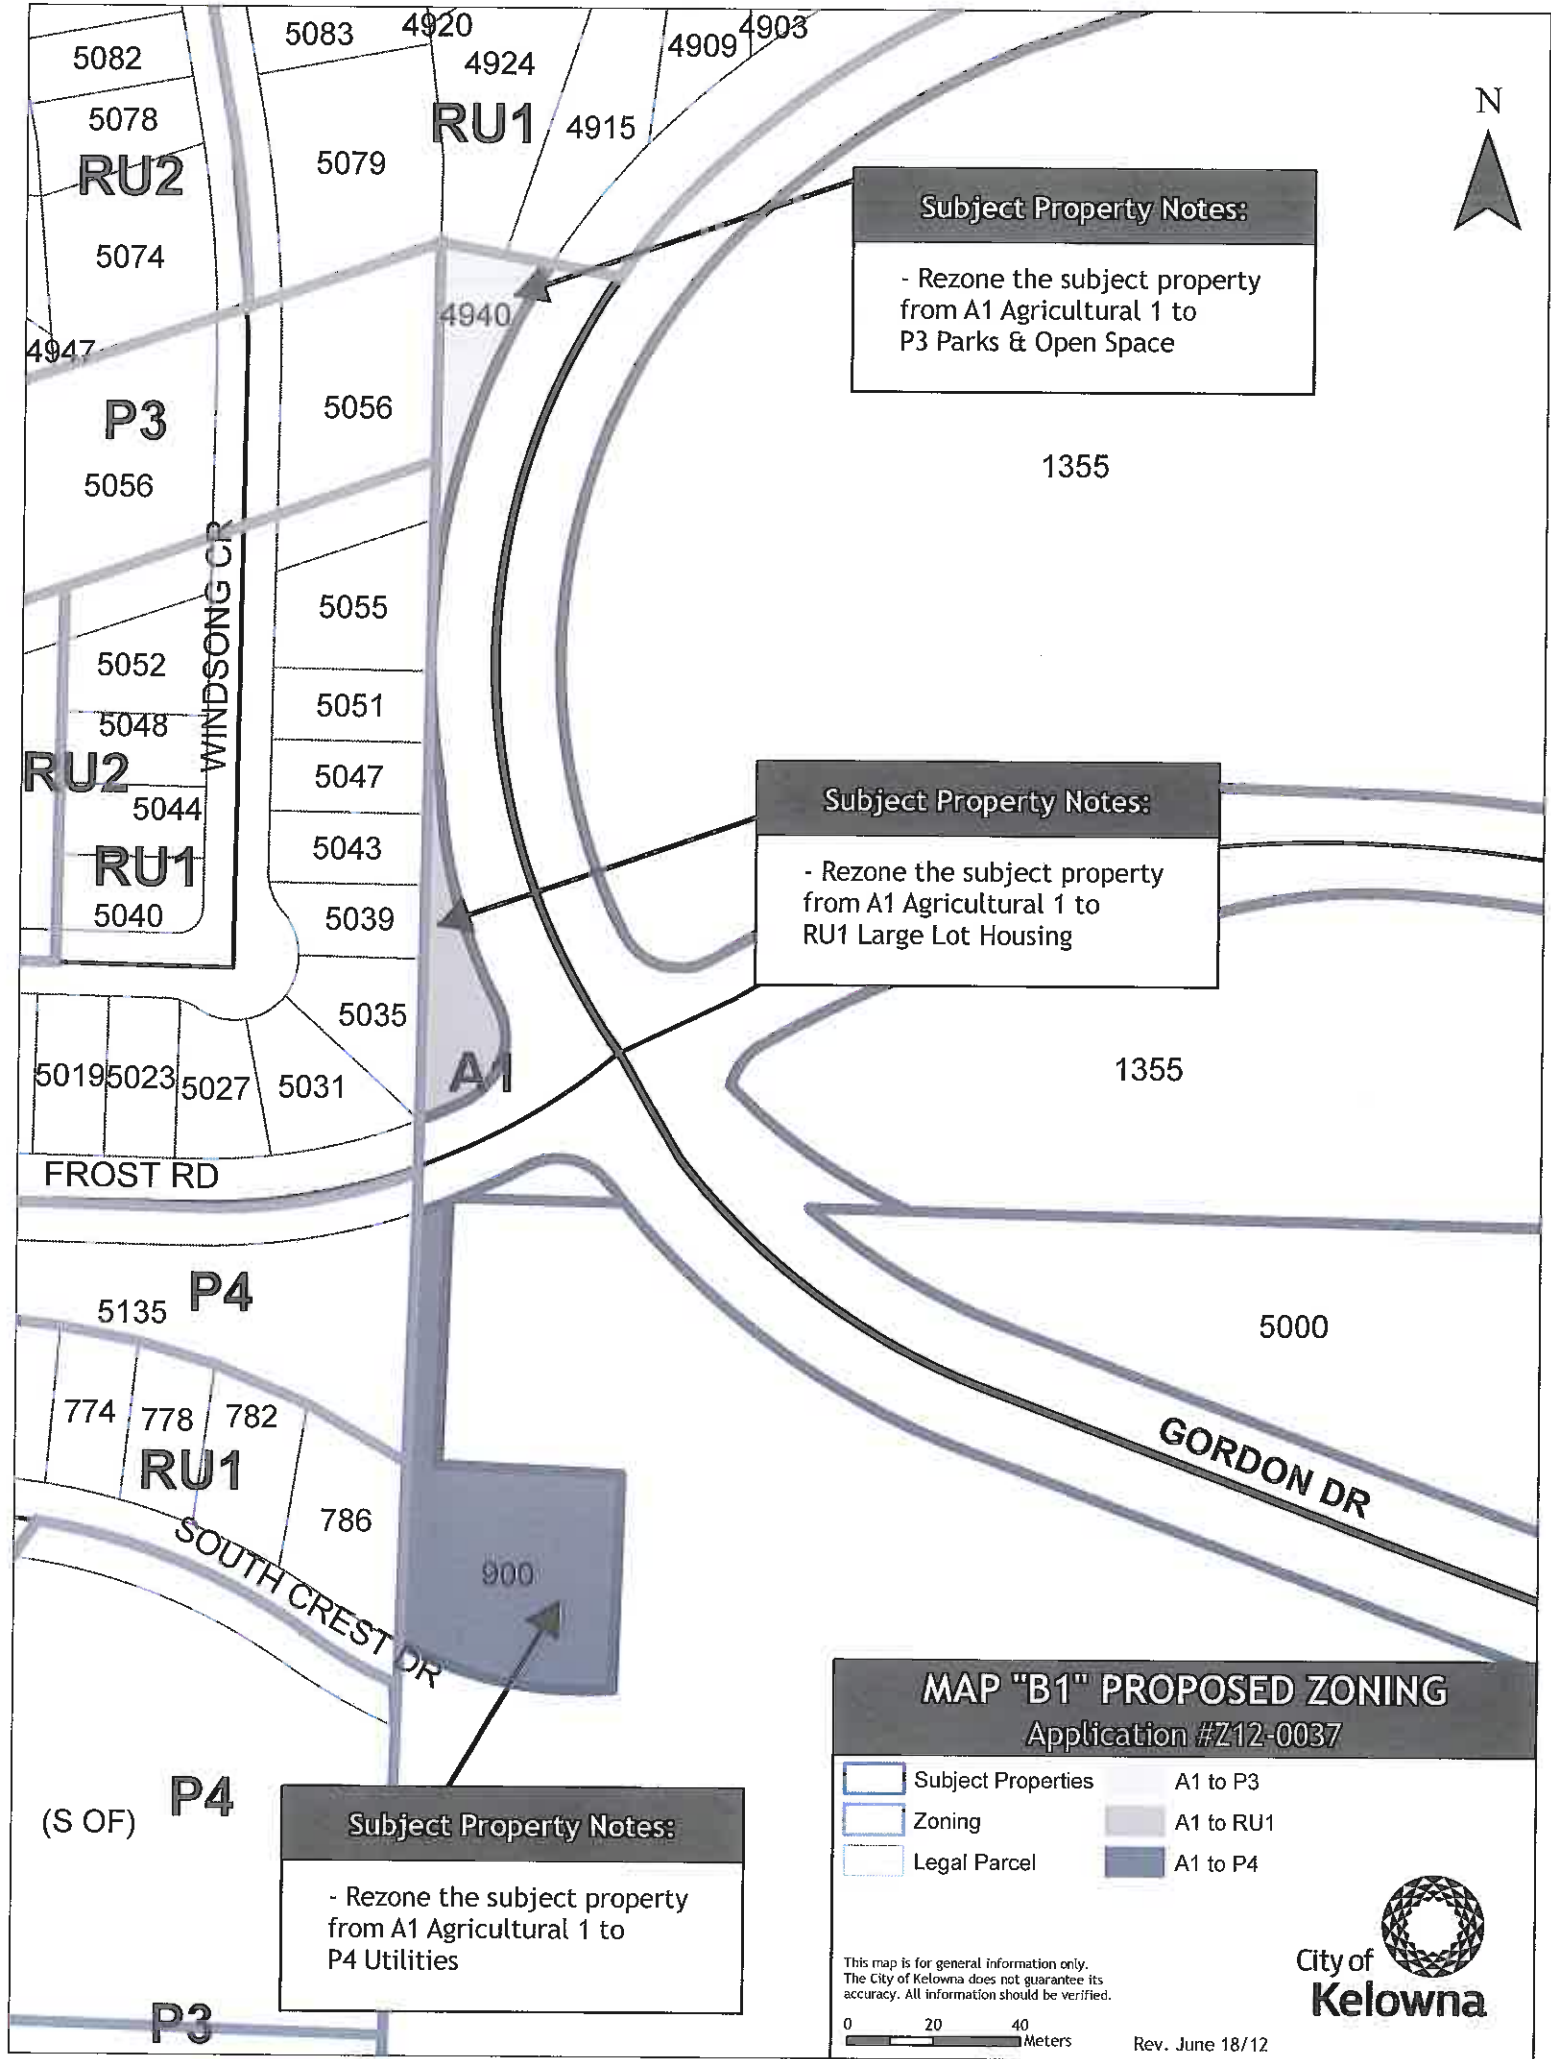 5082
5083
4920
4924
4909
4903
5078
RU2
5079
RU1
4915
N
5074
Subject Property Notes:
- Rezone the subject property
from A1 Agricultural 1 to
P3 Parks & Open Space
4940
4947
P3
5056
5056
1355
WINDSONG CR
5055
5052
5051
5048
RU2
5047
5044
Subject Property Notes:
- Rezone the subject property
from A1 Agricultural 1 to
RU1 Large Lot Housing
5043
RU1
5040
5039
5035
A1
1355
5019
5023
5027
5031
FROST RD
P4
5135
5000
774
778
782
RU1
786
GORDON DR
SOUTH CREST DR
900
P4
(S OF)
Subject Property Notes:
- Rezone the subject property
from A1 Agricultural 1 to
P4 Utilities
P3
MAP "B1" PROPOSED ZONING
Application #Z12-0037
Subject Properties
A1 to P3
Zoning
A1 to RU1
Legal Parcel
A1 to P4
This map is for general information only.
The City of Kelowna does not guarantee its
accuracy. All information should be verified.
0 20 40
Meters
Rev. June 18/12
City of
Kelowna